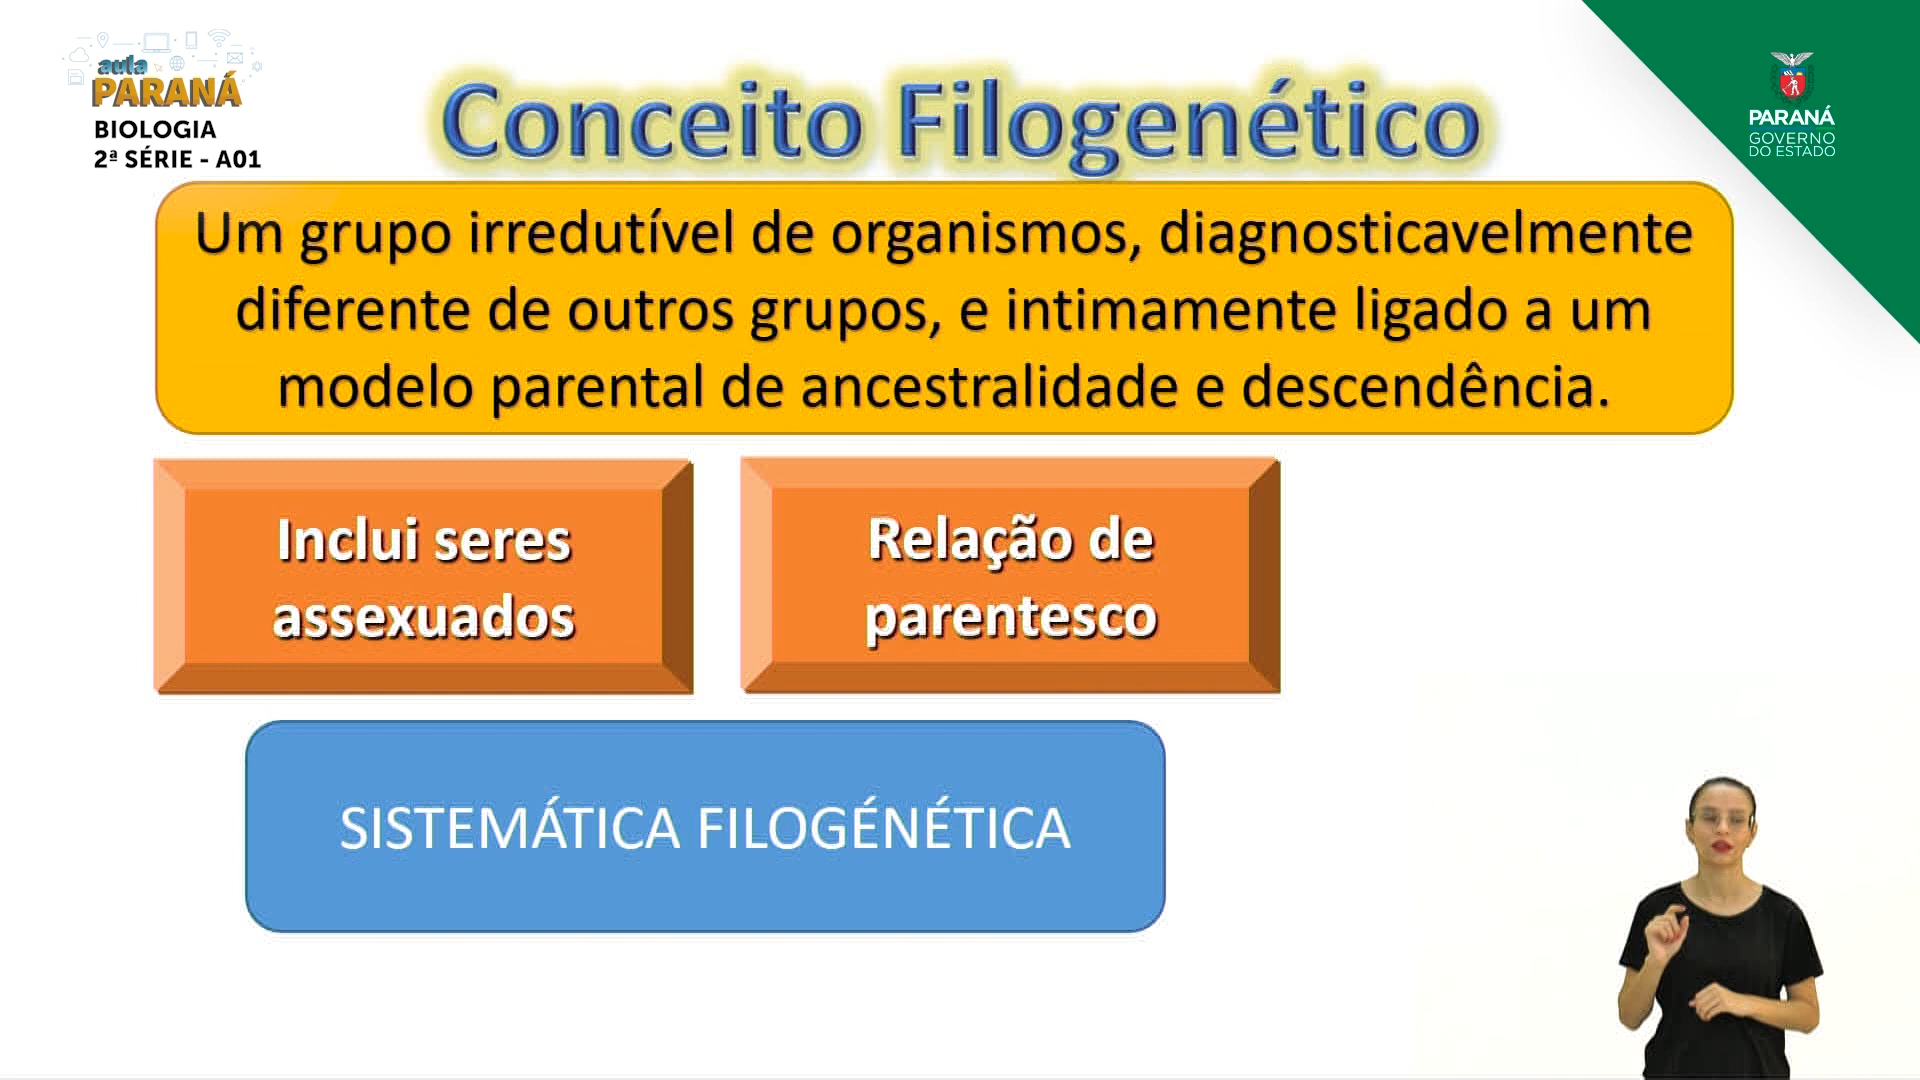 aula
PARANÁ
BIOLOGIA
2ª SÉRIE - A01
Conceito Filogenético
PARANÁ
GOVERNO
DO ESTADO
Um grupo irredutível de organismos, diagnosticavelmente
diferente de outros grupos, e intimamente ligado a um
modelo parental de ancestralidade e descendência.
Inclui seres
assexuados
Relação de
parentesco
SISTEMÁTICA FILOGÉNÉTICA